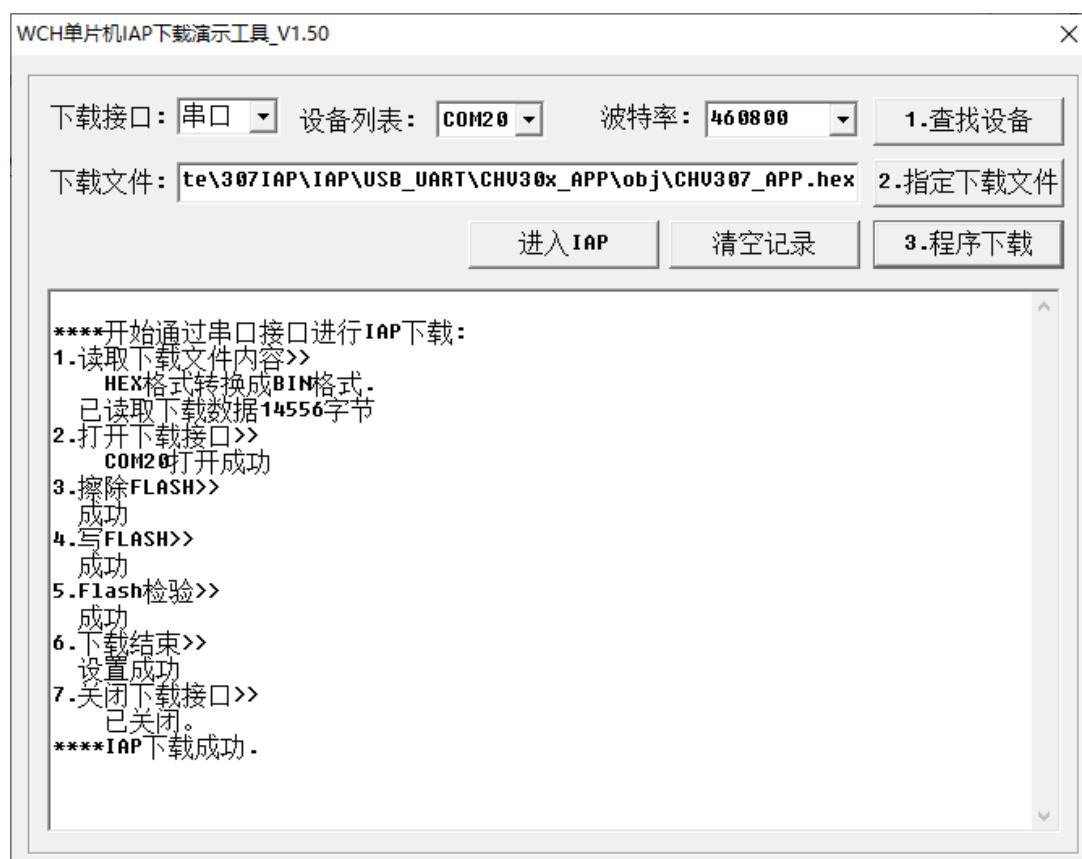 WCH单片机IAP下载演示工具_V1.50
下载接口: 串口 设备列表: COM20 波特率: 460800 1.查找设备
下载文件: te\307IAP\IAP\USB_UART\CHV30x_APP\obj\CHV307_APP.hex 2.指定下载文件
进入IAP 清空记录 3.程序下载
****开始通过串口接口进行IAP下载:
1.读取下载文件内容>>
HEX格式转换成BIN格式.
已读取下载数据14556字节
2.打开下载接口>>
COM20打开成功
3.擦除FLASH>>
成功
4.写FLASH>>
成功
5.Flash检验>>
成功
6.下载结束>>
设置成功
7.关闭下载接口>>
已关闭。
****IAP下载成功.